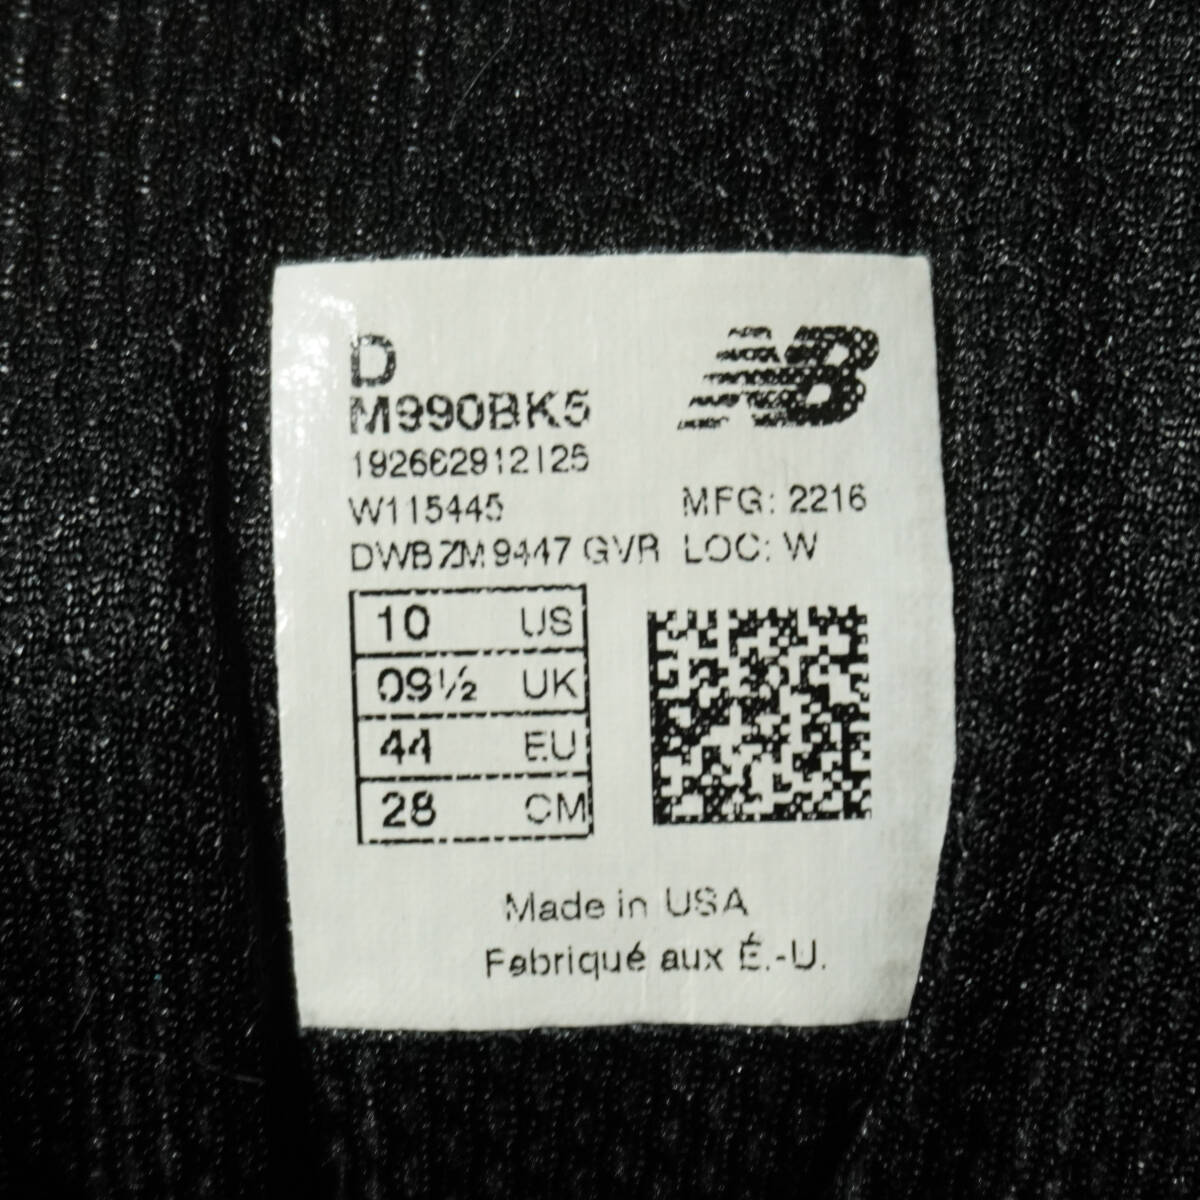 D
NB
M990BK5
192662912125
W115445 MFG: 2216
DWBZM9447 GVR LOC: W
10 US
09½ UK
44 EU
28 CM
Made in USA
Fabriqué aux É.-U.